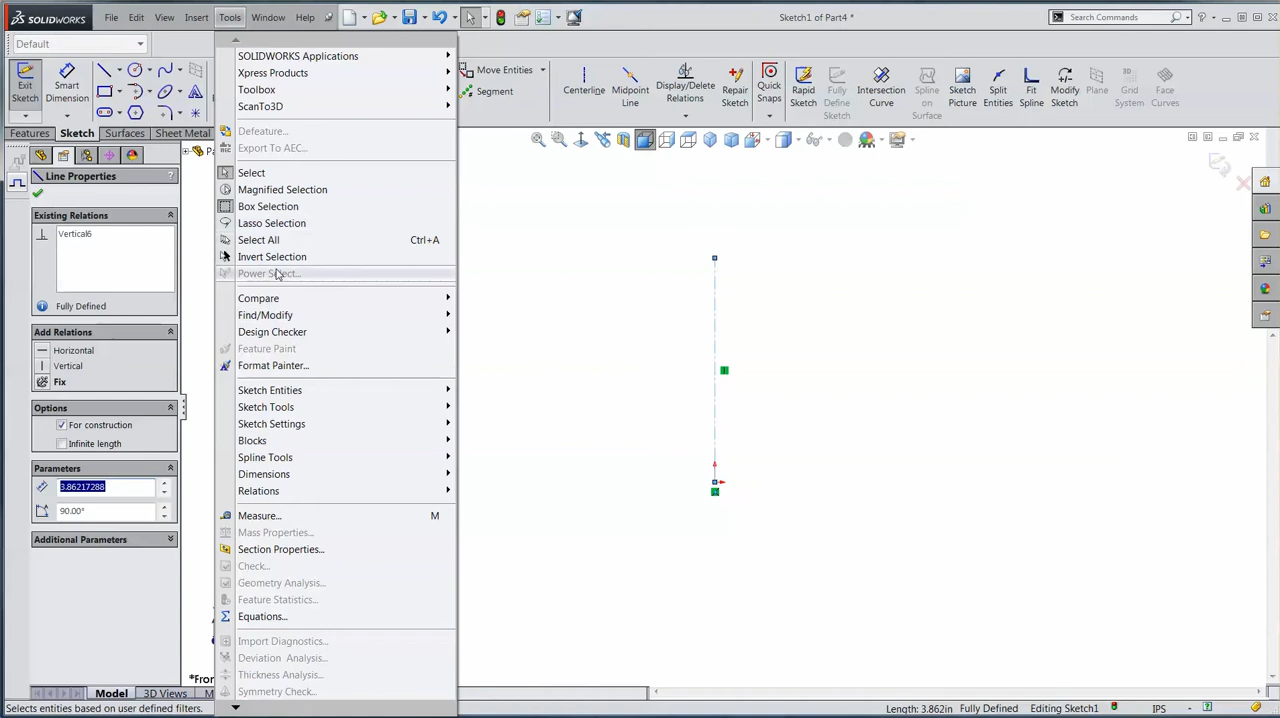 SOLIDWORKS
File
Edit
View
Insert
Tools
Window
Help
Sketch1 of Part4 *
Search Commands
Default
Exit
Sketch
Smart
Dimension
Move Entities
Segment
Centerline
Midpoint
Line
Display/Delete
Relations
Repair
Sketch
Quick
Snaps
Rapid
Sketch
Fully
Define
Sketch
Intersection
Curve
Spline
on
Surface
Sketch
Picture
Split
Entities
Fit
Spline
Modify
Sketch
Plane
3D
Grid
System
Face
Curves
Features
Sketch
Surfaces
Sheet Metal
Line Properties
?
Existing Relations
Vertical6
Fully Defined
Add Relations
Horizontal
Vertical
Fix
Options
For construction
Infinite length
Parameters
3.86217288
90.00°
Additional Parameters
SOLIDWORKS Applications
Xpress Products
Toolbox
ScanTo3D
Defeature...
Export To AEC...
Select
Magnified Selection
Box Selection
Lasso Selection
Select All Ctrl+A
Invert Selection
Compare
Find/Modify
Design Checker
Feature Paint
Format Painter...
Sketch Entities
Sketch Tools
Sketch Settings
Blocks
Spline Tools
Dimensions
Relations
Measure... M
Mass Properties...
Section Properties...
Check...
Geometry Analysis...
Feature Statistics...
Equations...
Import Diagnostics...
Deviation Analysis...
Thickness Analysis...
Symmetry Check...
Model
3D Views
Selects entities based on user defined filters.
Length: 3.862in
Fully Defined
Editing Sketch1
IPS